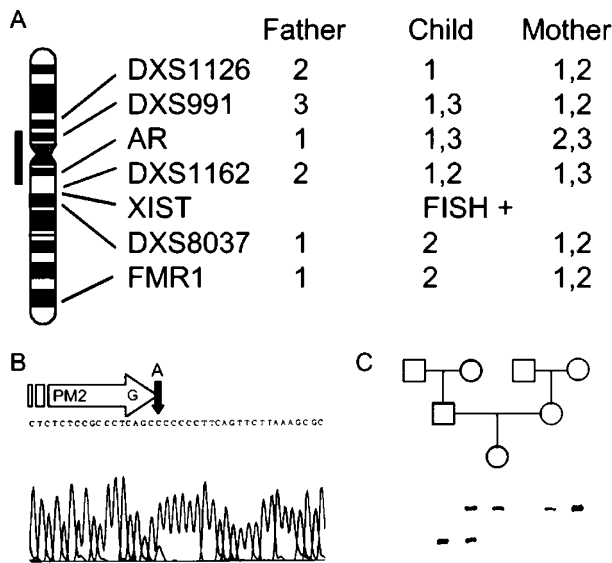 A
Father Child Mother
DXS1126 2 1 1,2
DXS991 3 1,3 1,2
AR 1 1,3 2,3
DXS1162 2 1,2 1,3
XIST FISH +
DXS8037 1 2 1,2
FMR1 1 2 1,2
B
A
PM2 G
CTCTCTCCGCCCTCAGCCCCCCCTTCAGTTCTTAAAGCGC
C